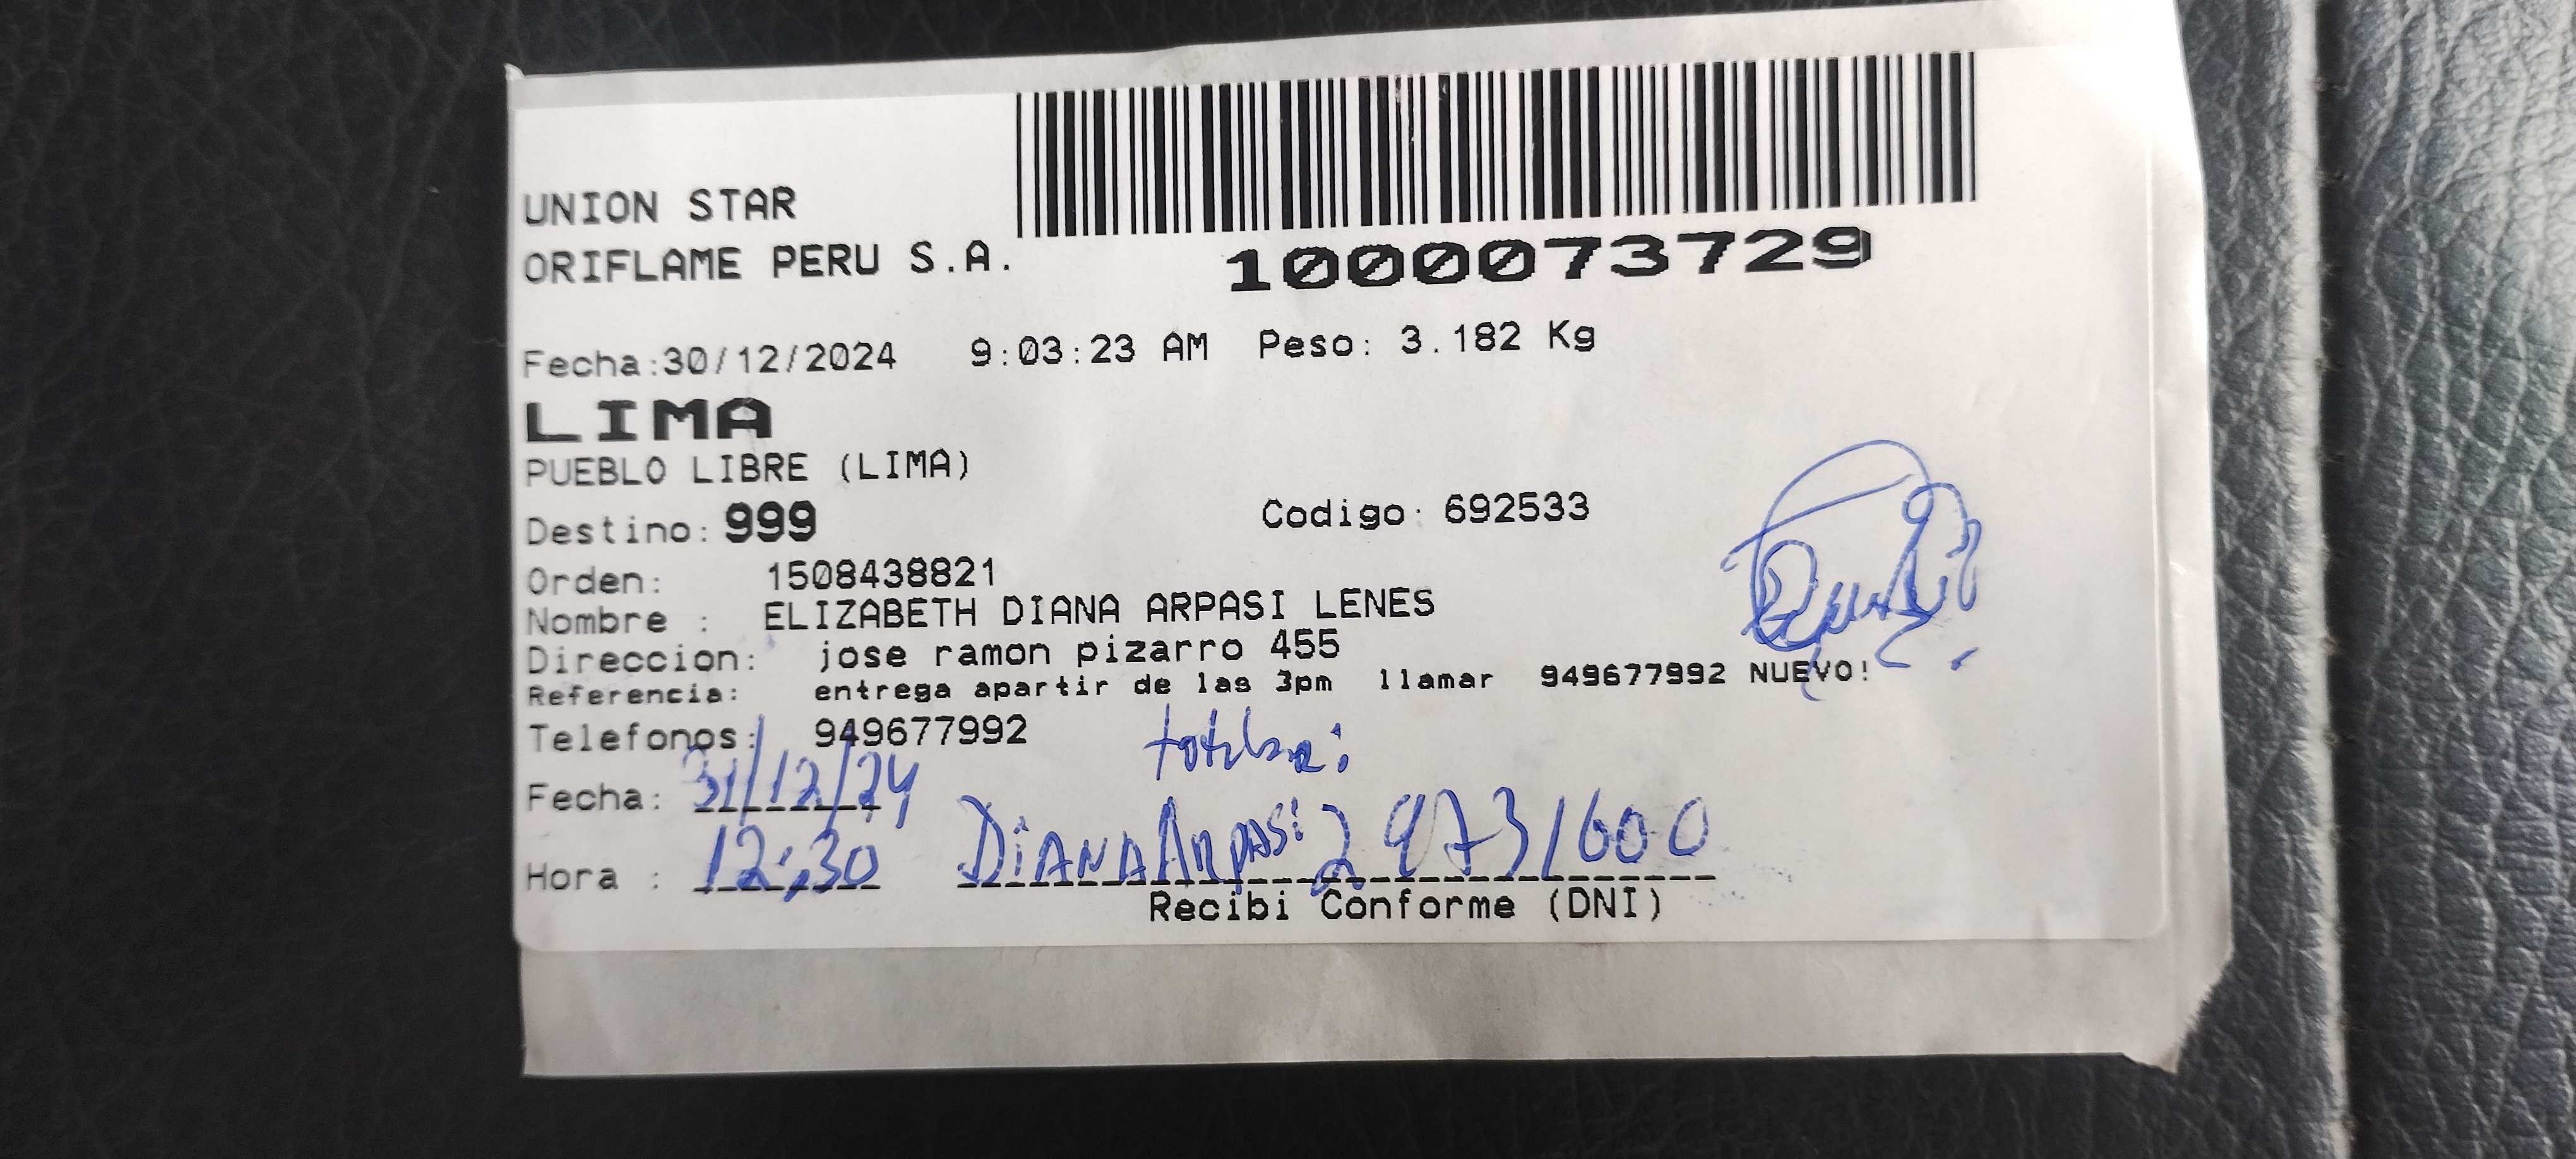 UNION STAR
ORIFLAME PERU S.A.
1000073729
Fecha:30/12/2024 9:03:23 AM Peso: 3.182 Kg
LIMA
PUEBLO LIBRE (LIMA)
Destino: 999 Codigo: 692533
Orden: 1508438821
Nombre : ELIZABETH DIANA ARPASI LENES
Direccion: jose ramon pizarro 455
Referencia: entrega apartir de las 3pm llamar 949677992 NUEVO!
Telefonos: 949677992
Fecha: 31/12/24
Hora : 12:30 DIANA ARPASi 29731600
Recibi Conforme (DNI)